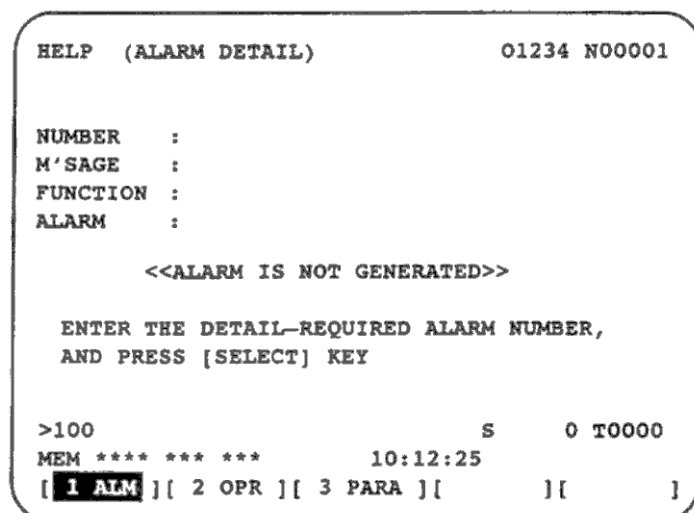 HELP (ALARM DETAIL) O1234 N00001
NUMBER :
M'SAGE :
FUNCTION :
ALARM :
<<ALARM IS NOT GENERATED>>
ENTER THE DETAIL–REQUIRED ALARM NUMBER,
AND PRESS [SELECT] KEY
>100 S 0 T0000
MEM **** *** *** 10:12:25
[ 1 ALM ][ 2 OPR ][ 3 PARA ][ ][ ]